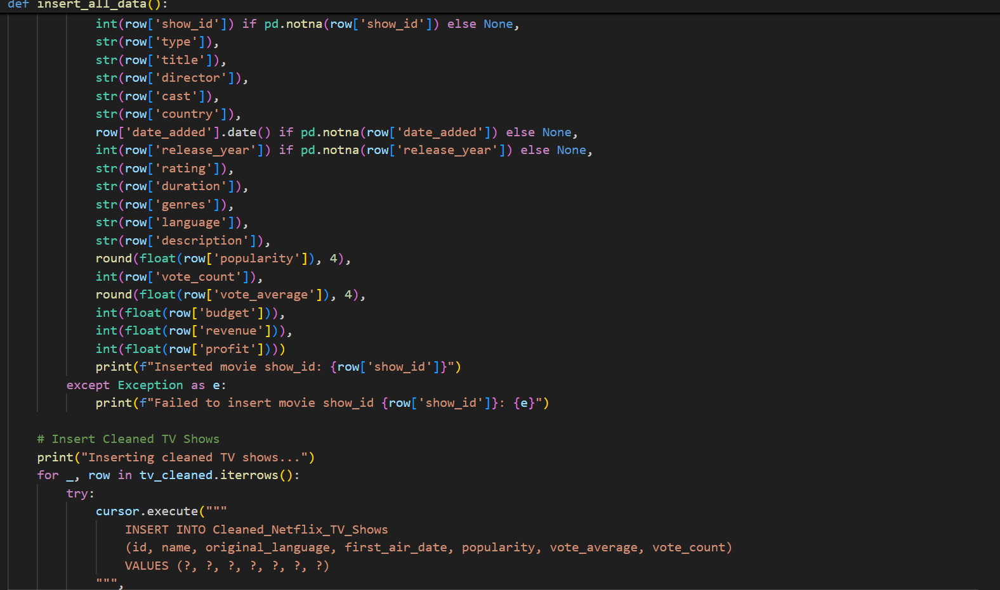 def insert_all_data():
int(row['show_id']) if pd.notna(row['show_id']) else None,
str(row['type']),
str(row['title']),
str(row['director']),
str(row['cast']),
str(row['country']),
row['date_added'].date() if pd.notna(row['date_added']) else None,
int(row['release_year']) if pd.notna(row['release_year']) else None,
str(row['rating']),
str(row['duration']),
str(row['genres']),
str(row['language']),
str(row['description']),
round(float(row['popularity']), 4),
int(row['vote_count']),
round(float(row['vote_average']), 4),
int(float(row['budget'])),
int(float(row['revenue'])),
int(float(row['profit'])))
print(f"Inserted movie show_id: {row['show_id']}")
except Exception as e:
print(f"Failed to insert movie show_id {row['show_id']}: {e}")
# Insert Cleaned TV Shows
print("Inserting cleaned TV shows...")
for _, row in tv_cleaned.iterrows():
try:
cursor.execute("""
INSERT INTO Cleaned_Netflix_TV_Shows
(id, name, original_language, first_air_date, popularity, vote_average, vote_count)
VALUES (?, ?, ?, ?, ?, ?, ?)
""",